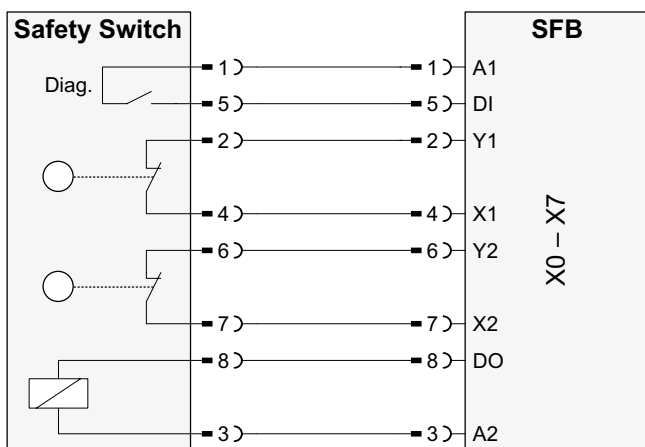 Safety Switch SFB
1 1 A1
Diag.
5 5 DI
2 2 Y1
4 4 X1
X0 – X7
6 6 Y2
7 7 X2
8 8 DO
3 3 A2